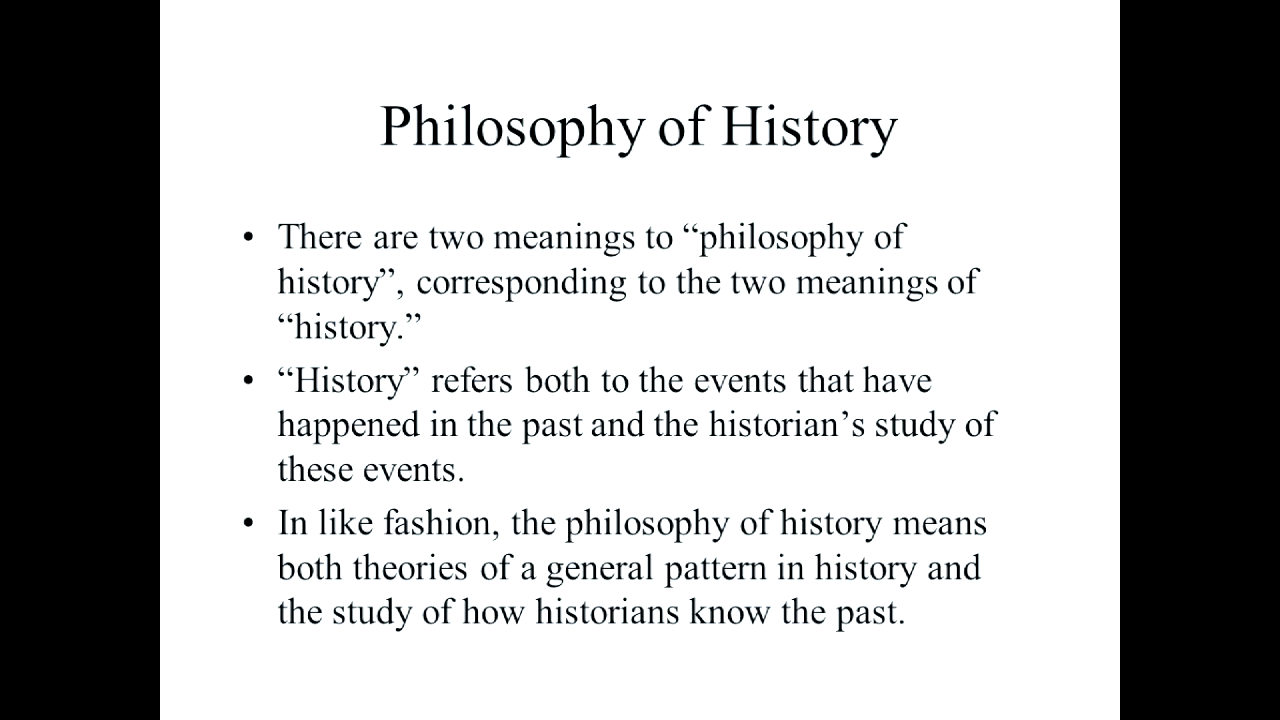 Philosophy of History
• There are two meanings to “philosophy of
history”, corresponding to the two meanings of
“history.”
• “History” refers both to the events that have
happened in the past and the historian’s study of
these events.
• In like fashion, the philosophy of history means
both theories of a general pattern in history and
the study of how historians know the past.